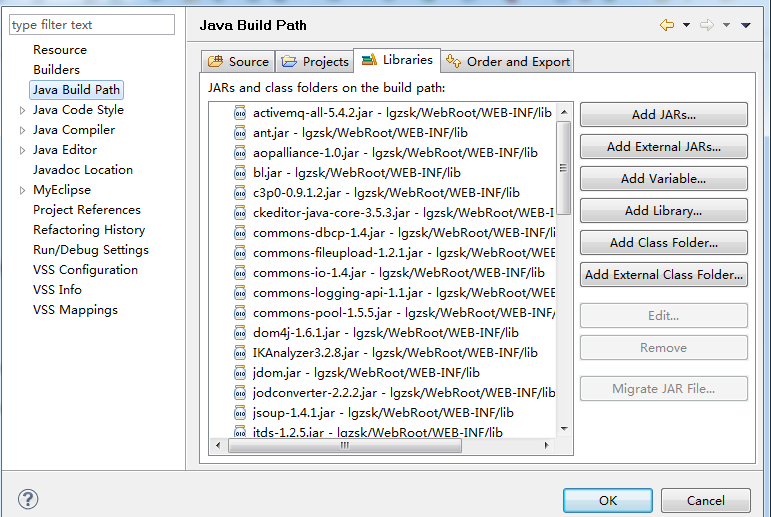 type filter text
Resource
Builders
Java Build Path
Java Code Style
Java Compiler
Java Editor
Javadoc Location
MyEclipse
Project References
Refactoring History
Run/Debug Settings
VSS Configuration
VSS Info
VSS Mappings
Java Build Path
Source
Projects
Libraries
Order and Export
JARs and class folders on the build path:
activemq-all-5.4.2.jar - lgzsk/WebRoot/WEB-INF/lib
ant.jar - lgzsk/WebRoot/WEB-INF/lib
aopalliance-1.0.jar - lgzsk/WebRoot/WEB-INF/lib
bl.jar - lgzsk/WebRoot/WEB-INF/lib
c3p0-0.9.1.2.jar - lgzsk/WebRoot/WEB-INF/lib
ckeditor-java-core-3.5.3.jar - lgzsk/WebRoot/WEB-I
commons-dbcp-1.4.jar - lgzsk/WebRoot/WEB-INF/lib
commons-fileupload-1.2.1.jar - lgzsk/WebRoot/WEB
commons-io-1.4.jar - lgzsk/WebRoot/WEB-INF/lib
commons-logging-api-1.1.jar - lgzsk/WebRoot/WEE
commons-pool-1.5.5.jar - lgzsk/WebRoot/WEB-INF/
dom4j-1.6.1.jar - lgzsk/WebRoot/WEB-INF/lib
IKAnalyzer3.2.8.jar - lgzsk/WebRoot/WEB-INF/lib
jdom.jar - lgzsk/WebRoot/WEB-INF/lib
jodconverter-2.2.2.jar - lgzsk/WebRoot/WEB-INF/lib
jsoup-1.4.1.jar - lgzsk/WebRoot/WEB-INF/lib
jtds-1.2.5.jar - lgzsk/WebRoot/WEB-INF/lib
Add JARs...
Add External JARs...
Add Variable...
Add Library...
Add Class Folder...
Add External Class Folder...
Edit...
Remove
Migrate JAR File...
OK
Cancel